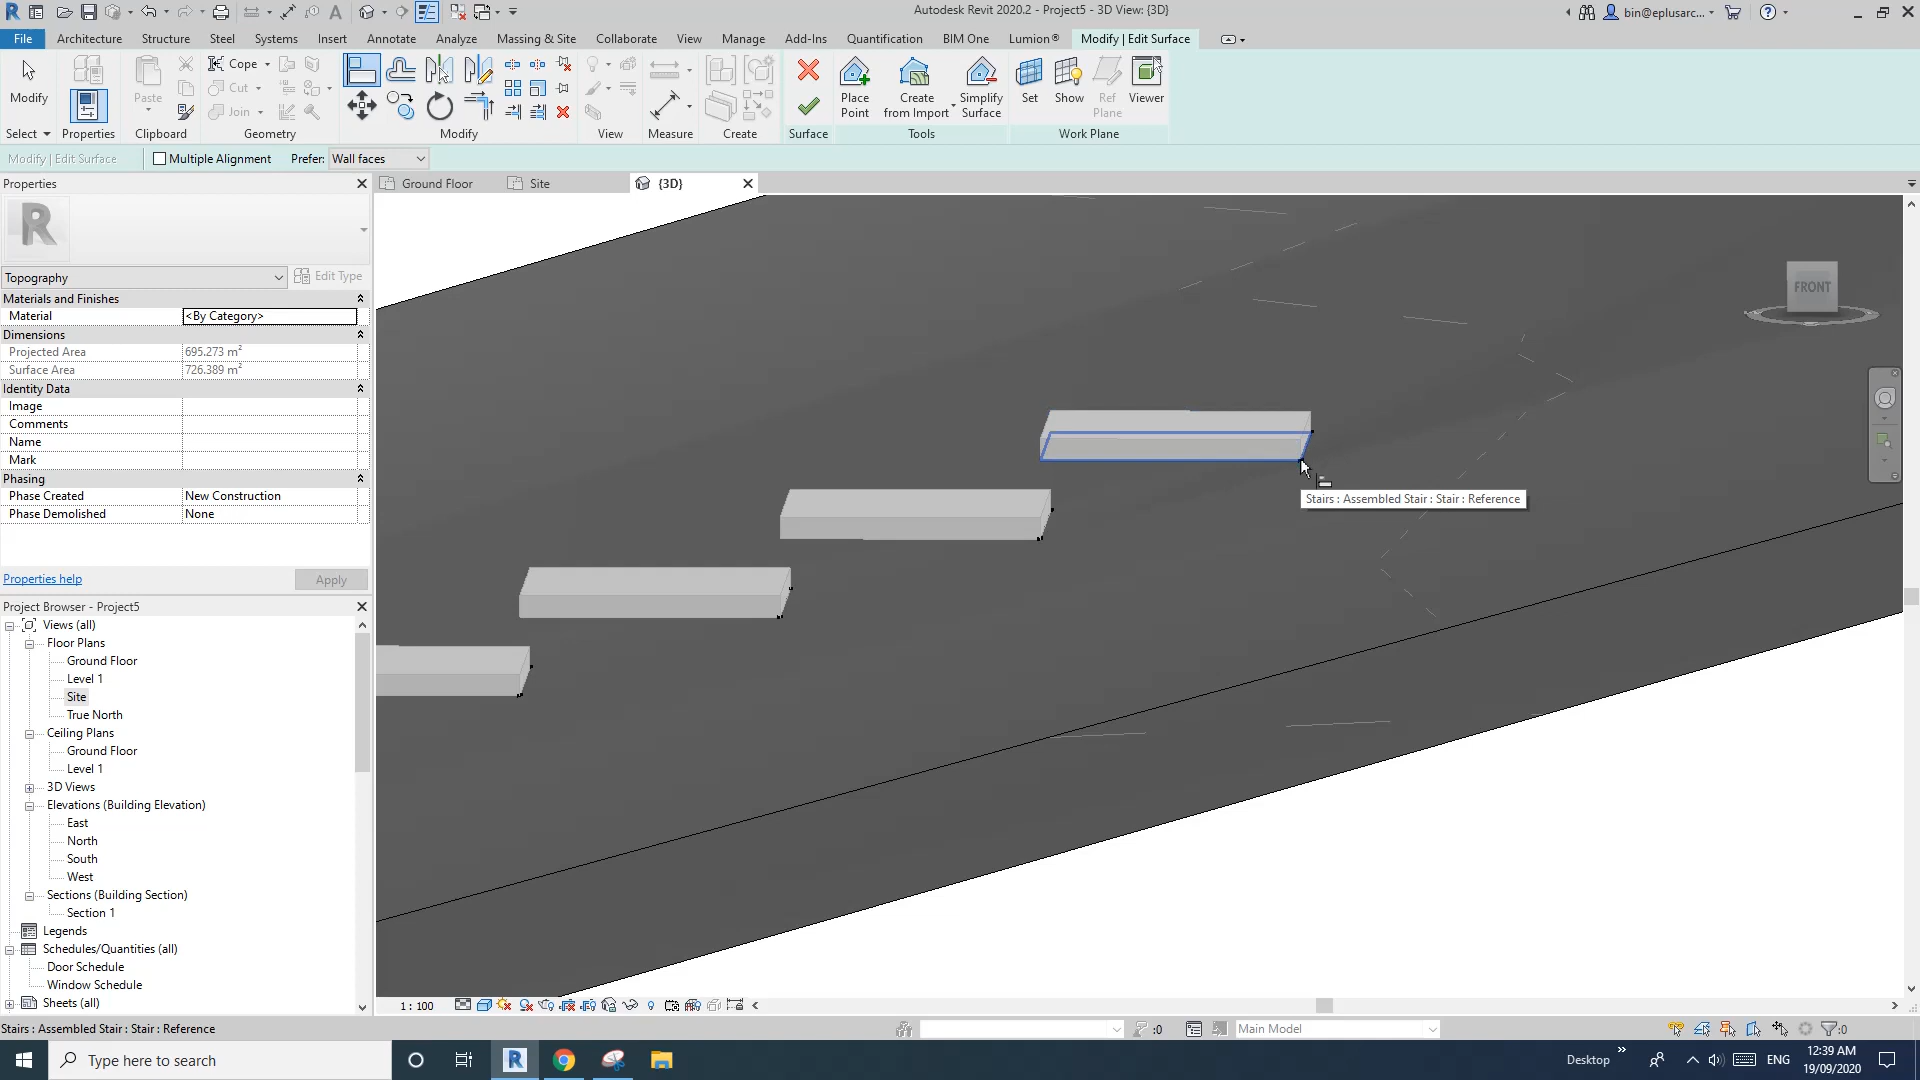 Autodesk Revit 2020.2 - Project5 - 3D View: {3D}
bin@eplusarc...
File Architecture Structure Steel Systems Insert Annotate Analyze Massing & Site Collaborate View Manage Add-Ins Quantification BIM One Lumion® Modify | Edit Surface
Modify
Paste
Cope
Cut
Join
Place Point
Create from Import
Simplify Surface
Set
Show
Ref Plane
Viewer
Select Properties Clipboard Geometry Modify View Measure Create Surface Tools Work Plane
Modify | Edit Surface Multiple Alignment Prefer: Wall faces
Properties
Ground Floor Site {3D}
R
Topography Edit Type
Materials and Finishes
Material <By Category>
Dimensions
Projected Area 695.273 m²
Surface Area 726.389 m²
Identity Data
Image
Comments
Name
Mark
Phasing
Phase Created New Construction
Phase Demolished None
Properties help Apply
FRONT
Stairs : Assembled Stair : Stair : Reference
Project Browser - Project5
Views (all)
Floor Plans
Ground Floor
Level 1
Site
True North
Ceiling Plans
Ground Floor
Level 1
3D Views
Elevations (Building Elevation)
East
North
South
West
Sections (Building Section)
Section 1
Legends
Schedules/Quantities (all)
Door Schedule
Window Schedule
Sheets (all)
1 : 100
Stairs : Assembled Stair : Stair : Reference :0 Main Model :0
Type here to search
Desktop ENG
12:39 AM
19/09/2020